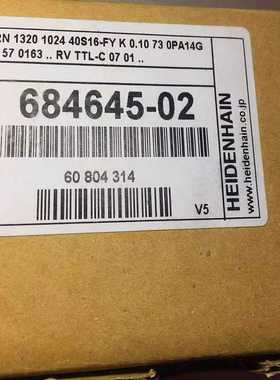 RN 1320 1024 40S16-FY K 0.10 73 0PA14G
57 0163 .. RV TTL-C 07 01 ..
684645-02
60 804 314
V5
HEIDENHAIN
www.heidenhain.co.jp